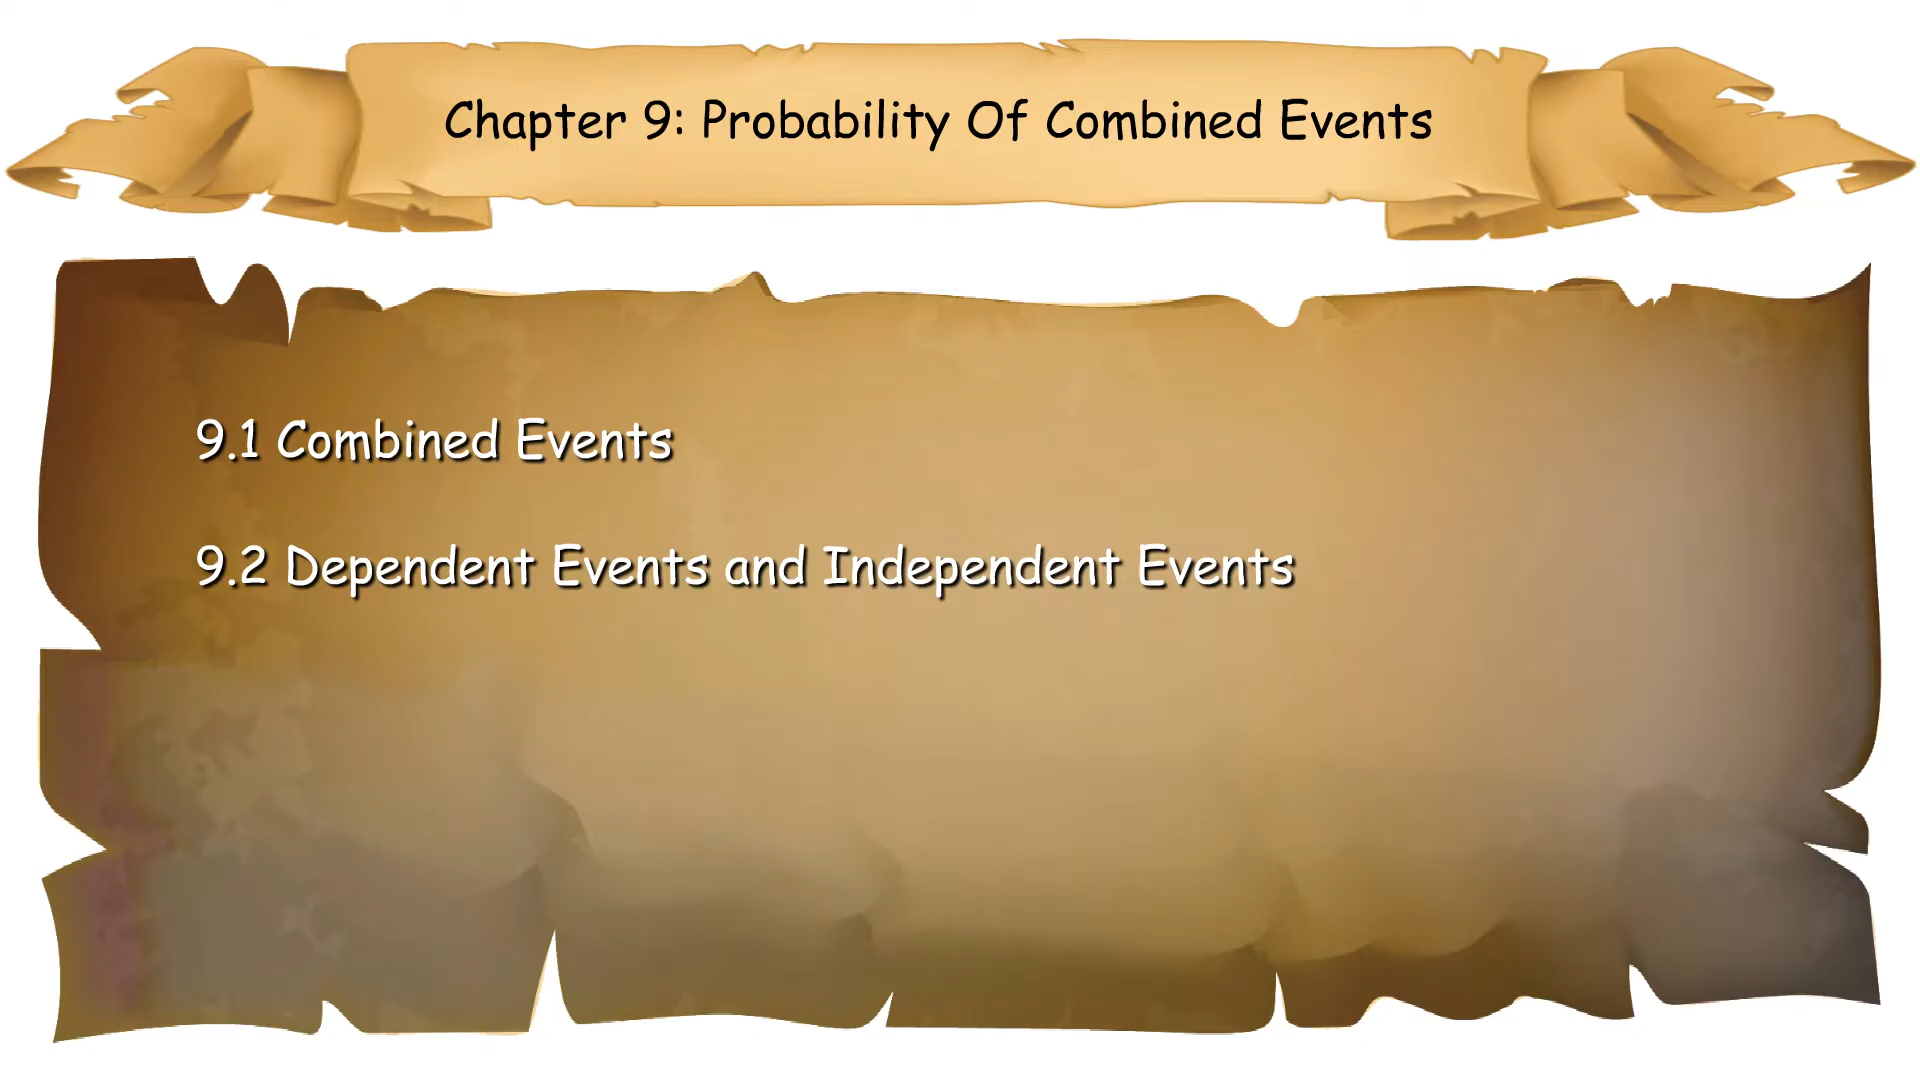 Chapter 9: Probability Of Combined Events
9.1 Combined Events
9.2 Dependent Events and Independent Events